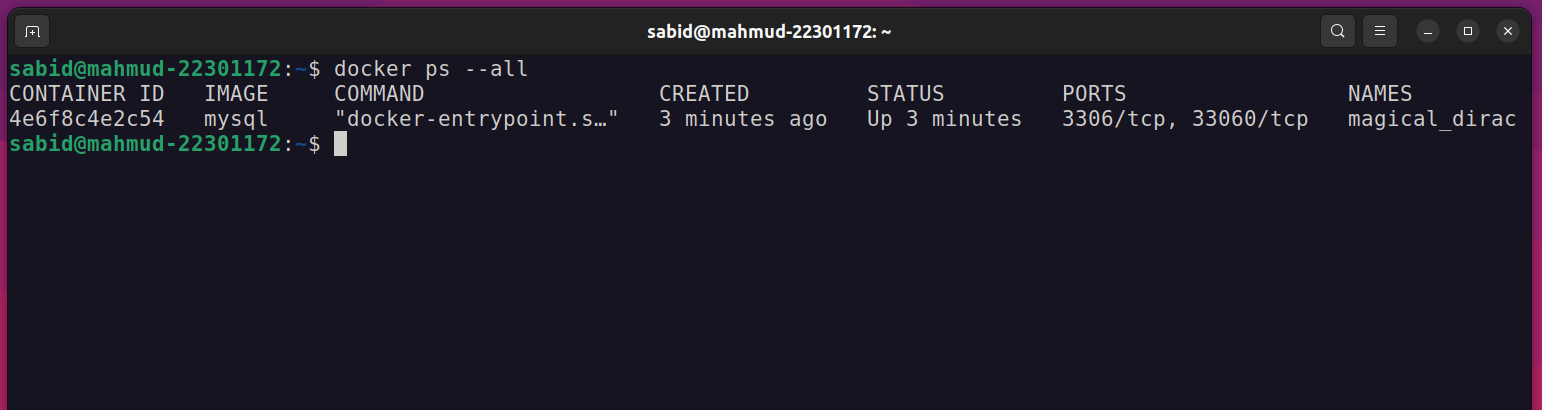 sabid@mahmud-22301172: ~
sabid@mahmud-22301172:~$ docker ps --all
CONTAINER ID   IMAGE     COMMAND                  CREATED         STATUS         PORTS                 NAMES
4e6f8c4e2c54   mysql     "docker-entrypoint.s…"   3 minutes ago   Up 3 minutes   3306/tcp, 33060/tcp   magical_dirac
sabid@mahmud-22301172:~$